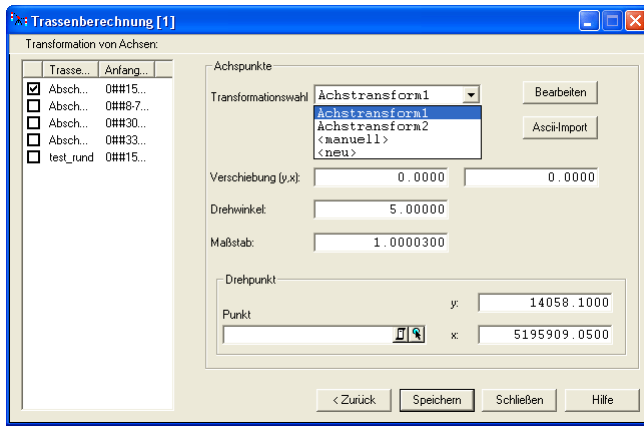 Trassenberechnung [1]
Transformation von Achsen:
Trasse... Anfang...
Absch... 0##15...
Absch... 0##8-7...
Absch... 0##30...
Absch... 0##33...
test_rund 0##15...
Achspunkte
Transformationswahl Achstransform1 Bearbeiten
Achstransform1
Achstransform2 Ascii-Import
<manuell>
<neu>
Verschiebung (y,x): 0.0000 0.0000
Drehwinkel: 5.00000
Maßstab: 1.0000300
Drehpunkt
y: 14058.1000
Punkt
x: 5195909.0500
< Zurück Speichern Schließen Hilfe